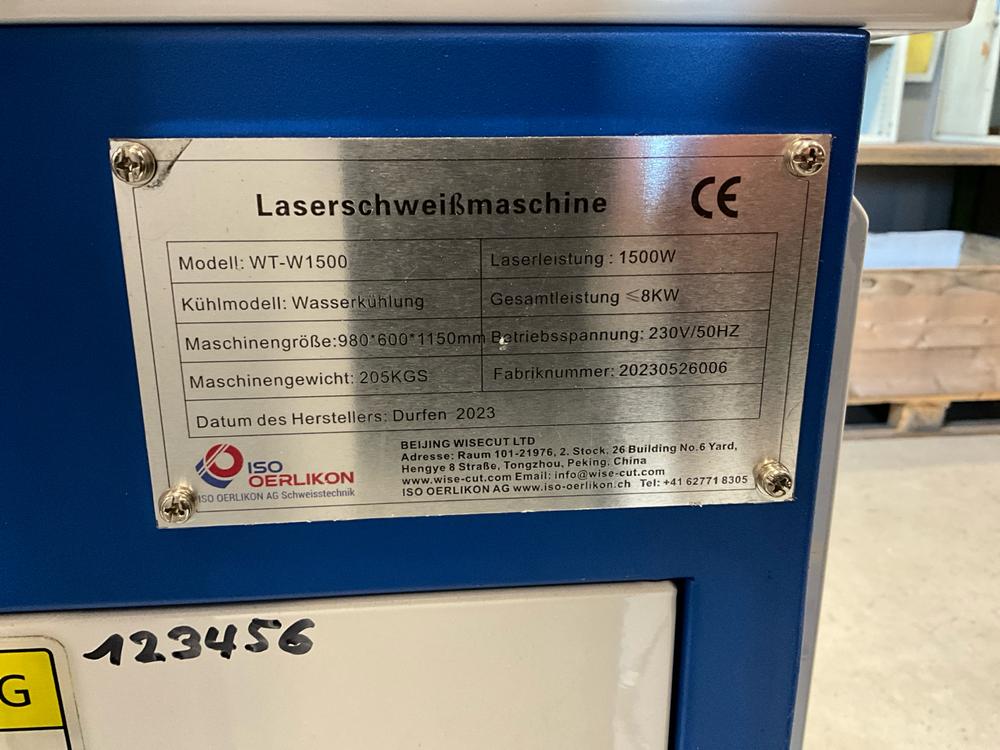 Laserschweißmaschine CE
Modell: WT-W1500 Laserleistung : 1500W
Kühlmodell: Wasserkühlung Gesamtleistung ≤8KW
Maschinengröße:980*600*1150mm Betriebsspannung: 230V/50HZ
Maschinengewicht: 205KGS Fabriknummer: 20230526006
Datum des Herstellers: Durfen 2023
ISO
OERLIKON
ISO OERLIKON AG Schweisstechnik
BEIJING WISECUT LTD
Adresse: Raum 101-21976, 2. Stock. 26 Building No.6 Yard,
Hengye 8 Straße, Tongzhou, Peking, China
www.wise-cut.com Email: info@wise-cut.com
ISO OERLIKON AG www.iso-oerlikon.ch Tel: +41 62771 8305
123456
G